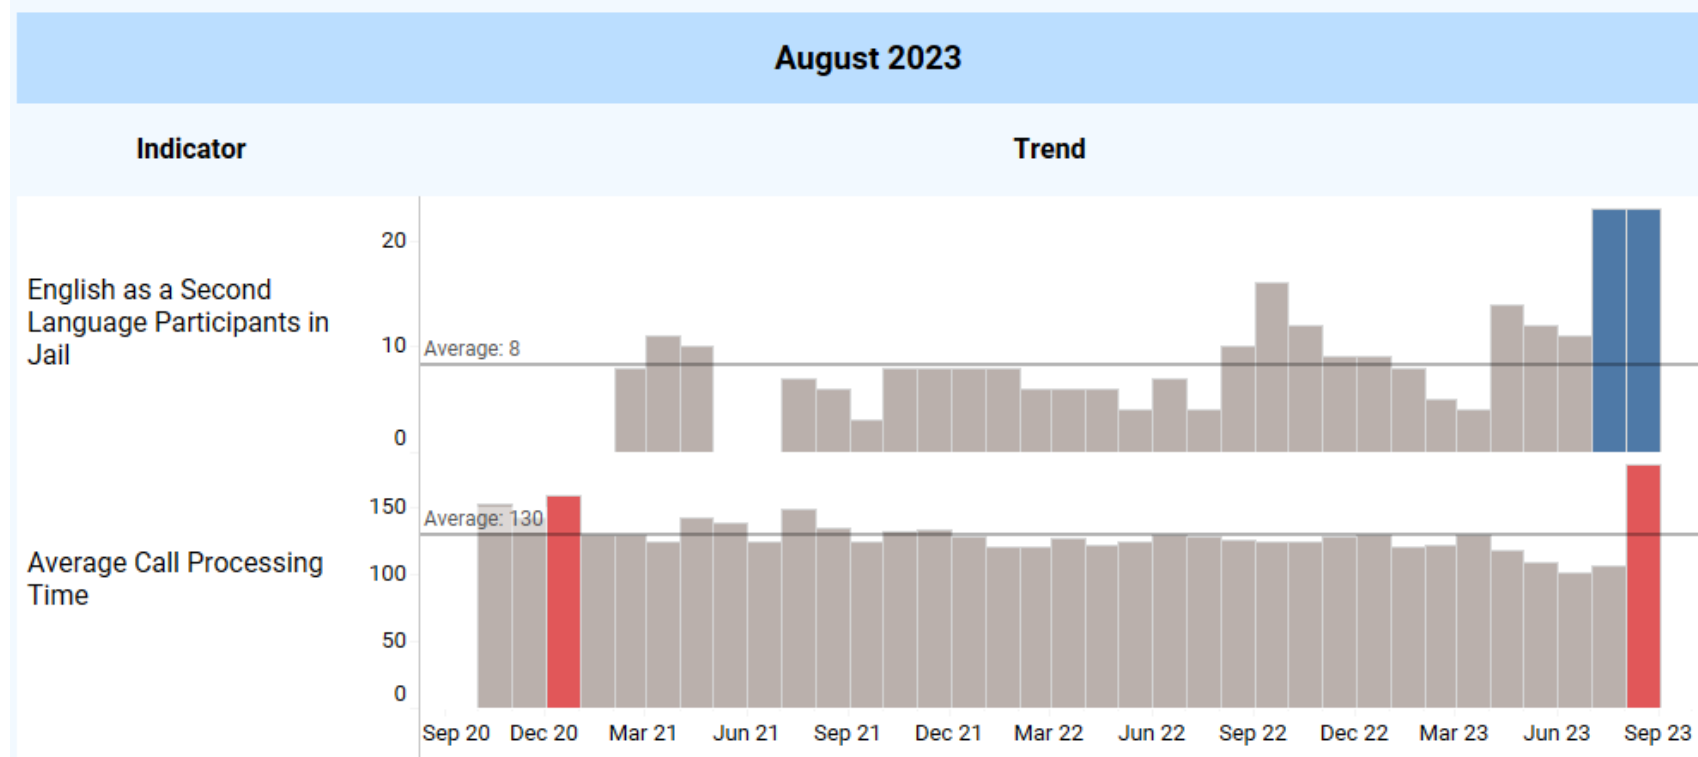 August 2023
Indicator
Trend
English as a Second
Language Participants in
Jail
20
10
0
Average: 8
Average Call Processing
Time
150
100
50
0
Average: 130
Sep 20 Dec 20 Mar 21 Jun 21 Sep 21 Dec 21 Mar 22 Jun 22 Sep 22 Dec 22 Mar 23 Jun 23 Sep 23